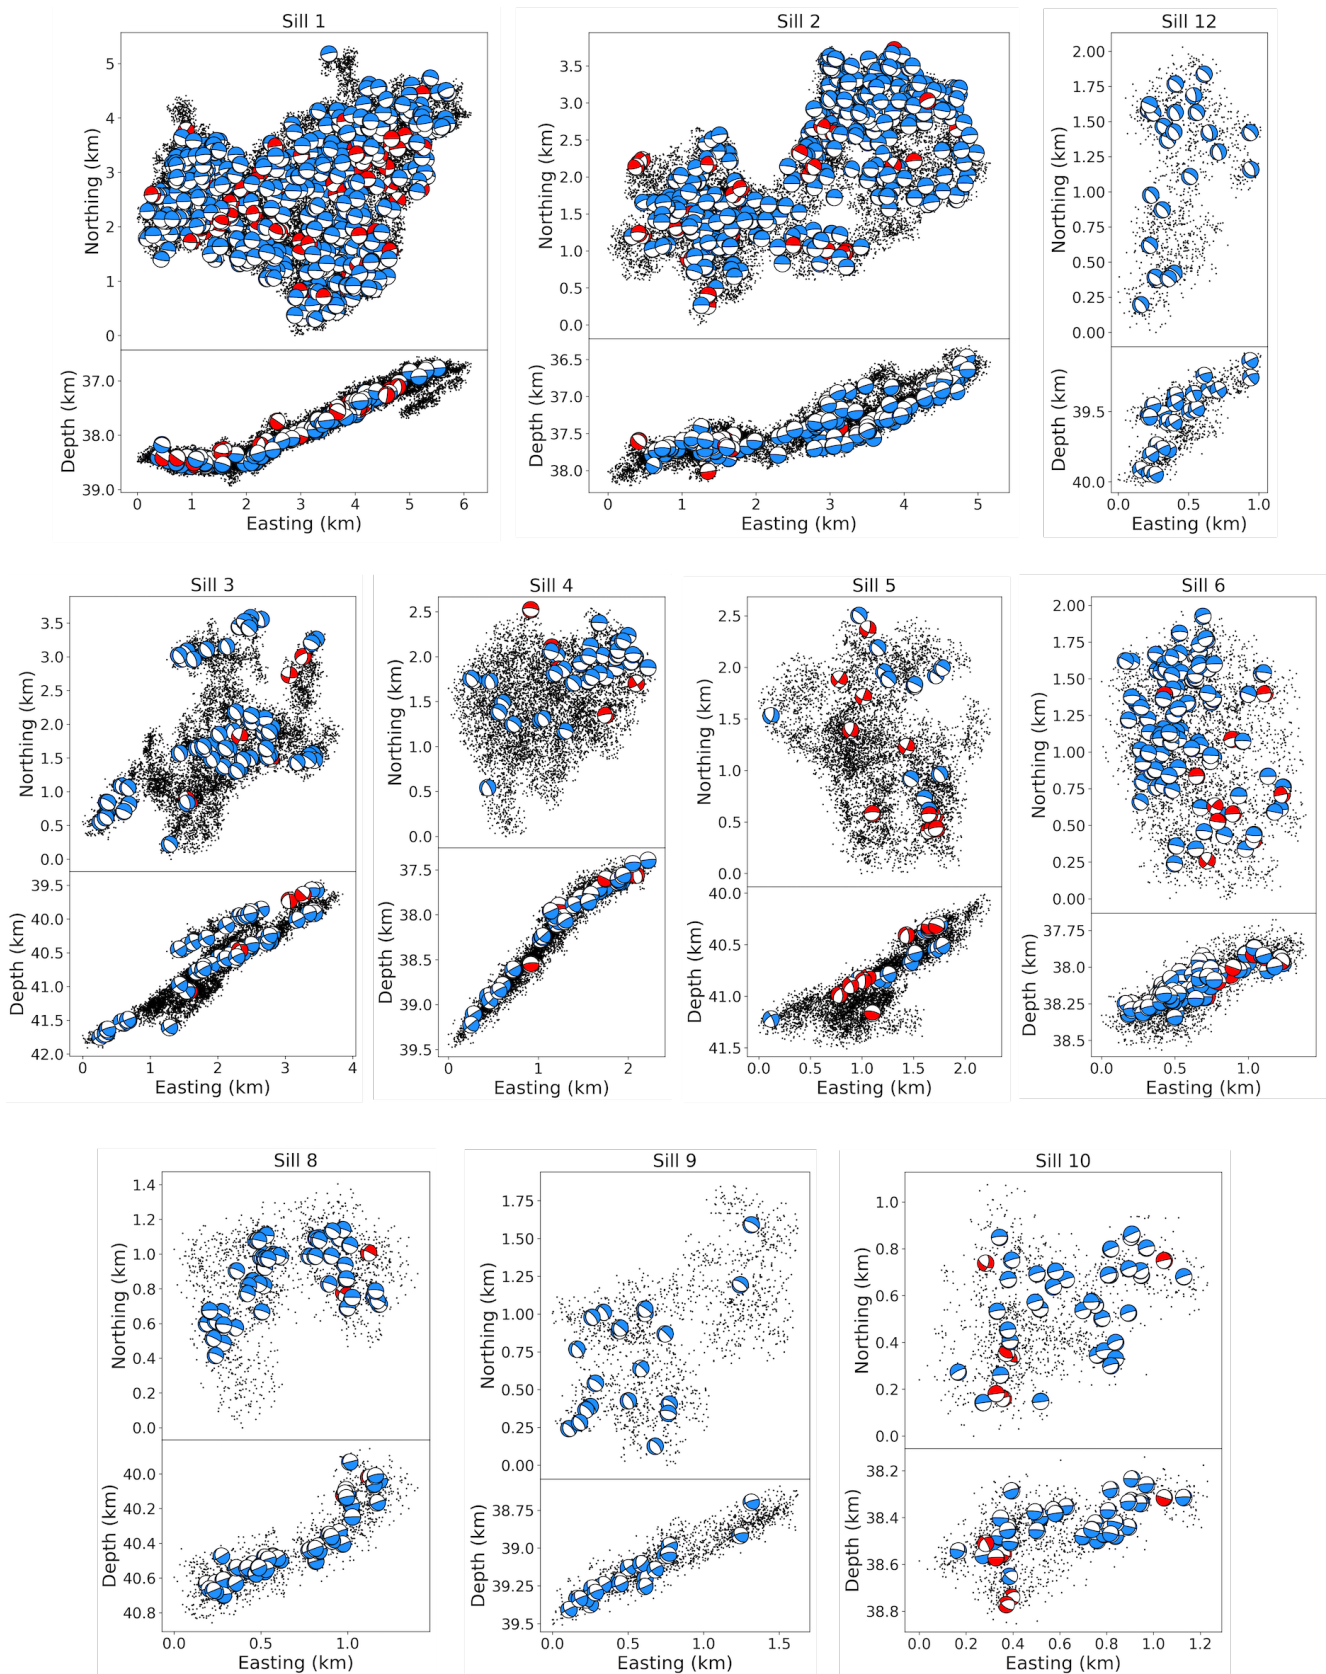 Sill 1
Northing (km)
5
4
3
2
1
0
Depth (km)
37.0
38.0
39.0
0 1 2 3 4 5 6
Easting (km)
Sill 2
Northing (km)
3.5
3.0
2.5
2.0
1.5
1.0
0.5
0.0
Depth (km)
36.5
37.0
37.5
38.0
0 1 2 3 4 5
Easting (km)
Sill 12
Northing (km)
2.00
1.75
1.50
1.25
1.00
0.75
0.50
0.25
0.00
Depth (km)
39.5
40.0
0.0 0.5 1.0
Easting (km)
Sill 3
Northing (km)
3.5
3.0
2.5
2.0
1.5
1.0
0.5
0.0
Depth (km)
39.5
40.0
40.5
41.0
41.5
42.0
0 1 2 3 4
Easting (km)
Sill 4
Northing (km)
2.5
2.0
1.5
1.0
0.5
0.0
Depth (km)
37.5
38.0
38.5
39.0
39.5
0 1 2
Easting (km)
Sill 5
Northing (km)
2.5
2.0
1.5
1.0
0.5
0.0
Depth (km)
40.0
40.5
41.0
41.5
0.0 0.5 1.0 1.5 2.0
Easting (km)
Sill 6
Northing (km)
2.00
1.75
1.50
1.25
1.00
0.75
0.50
0.25
0.00
Depth (km)
37.75
38.0
38.25
38.5
0.0 0.5 1.0
Easting (km)
Sill 8
Northing (km)
1.4
1.2
1.0
0.8
0.6
0.4
0.2
0.0
Depth (km)
40.0
40.2
40.4
40.6
40.8
0.0 0.5 1.0
Easting (km)
Sill 9
Northing (km)
1.75
1.50
1.25
1.00
0.75
0.50
0.25
0.00
Depth (km)
38.75
39.0
39.25
39.5
0.0 0.5 1.0 1.5
Easting (km)
Sill 10
Northing (km)
1.0
0.8
0.6
0.4
0.2
0.0
Depth (km)
38.2
38.4
38.6
38.8
0.0 0.2 0.4 0.6 0.8 1.0 1.2
Easting (km)